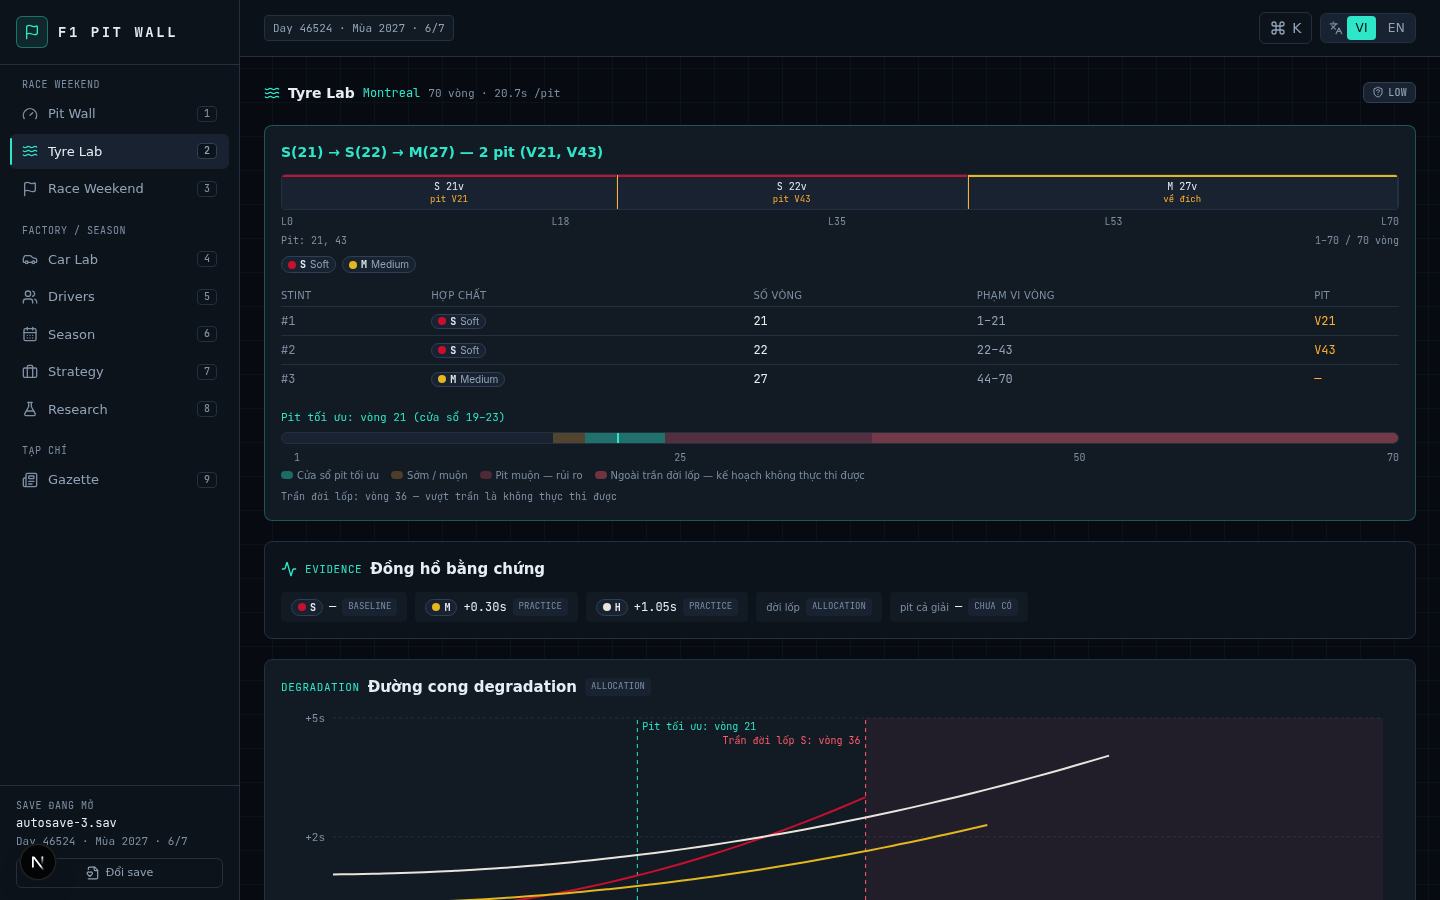 F1 PIT WALL
RACE WEEKEND
Pit Wall 1
Tyre Lab 2
Race Weekend 3
FACTORY / SEASON
Car Lab 4
Drivers 5
Season 6
Strategy 7
Research 8
TẠP CHÍ
Gazette 9
SAVE ĐANG MỞ
autosave-3.sav
Day 46524 · Mùa 2027 · 6/7
N
Đổi save
Day 46524 · Mùa 2027 · 6/7
⌘ K
VI EN
Tyre Lab Montreal 70 vòng · 20.7s /pit
LOW
S(21) → S(22) → M(27) — 2 pit (V21, V43)
S 21v
pit V21
S 22v
pit V43
M 27v
về đích
L0 L18 L35 L53 L70
Pit: 21, 43
1–70 / 70 vòng
S Soft M Medium
STINT HỢP CHẤT SỐ VÒNG PHẠM VI VÒNG PIT
#1 S Soft 21 1–21 V21
#2 S Soft 22 22–43 V43
#3 M Medium 27 44–70 —
Pit tối ưu: vòng 21 (cửa sổ 19–23)
1 25 50 70
Cửa sổ pit tối ưu Sớm / muộn Pit muộn — rủi ro Ngoài trần đời lốp — kế hoạch không thực thi được
Trần đời lốp: vòng 36 — vượt trần là không thực thi được
EVIDENCE Đồng hồ bằng chứng
S — BASELINE
M +0.30s PRACTICE
H +1.05s PRACTICE
đời lốp ALLOCATION
pit cả giải — CHƯA CÓ
DEGRADATION Đường cong degradation ALLOCATION
+5s
Pit tối ưu: vòng 21
Trần đời lốp S: vòng 36
+2s